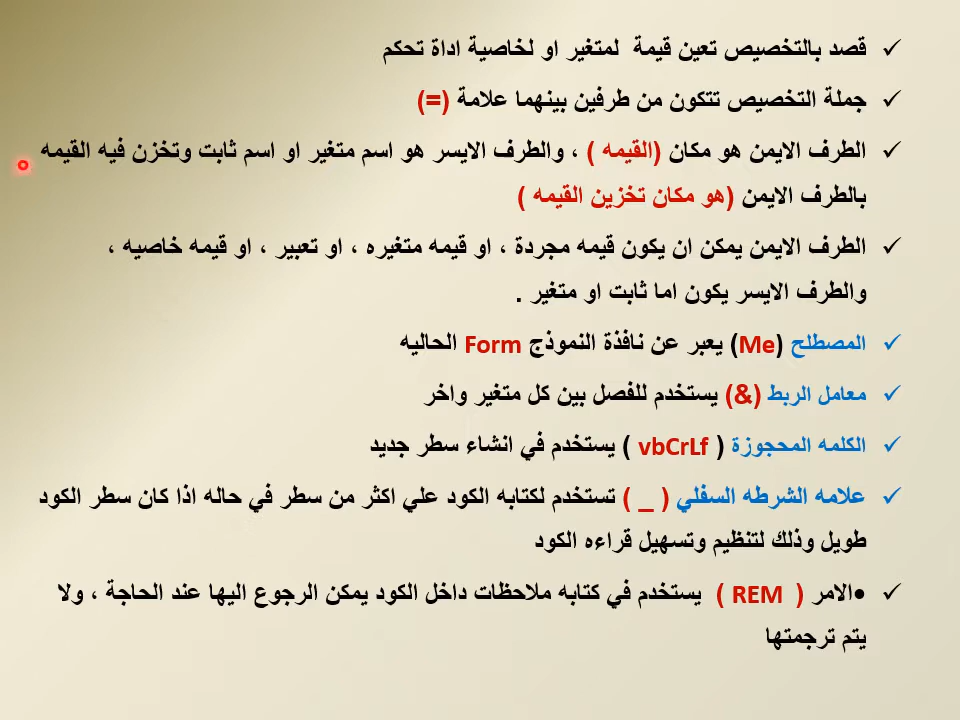 ✓ قصد بالتخصيص تعين قيمة لمتغير او لخاصية اداة تحكم
✓ جملة التخصيص تتكون من طرفين بينهما علامة (=)
✓ الطرف الايمن هو مكان (القيمه ) ، والطرف الايسر هو اسم متغير او اسم ثابت وتخزن فيه القيمه
بالطرف الايمن (هو مكان تخزين القيمه )
✓ الطرف الايمن يمكن ان يكون قيمه مجردة ، او قيمه متغيره ، او تعبير ، او قيمه خاصيه ،
والطرف الايسر يكون اما ثابت او متغير .
✓ المصطلح (Me) يعبر عن نافذة النموذج Form الحاليه
✓ معامل الربط (&) يستخدم للفصل بين كل متغير واخر
✓ الكلمه المحجوزة ( vbCrLf ) يستخدم في انشاء سطر جديد
✓ علامه الشرطه السفلي ( _ ) تستخدم لكتابه الكود علي اكثر من سطر في حاله اذا كان سطر الكود
طويل وذلك لتنظيم وتسهيل قراءه الكود
✓ •الامر ( REM ) يستخدم في كتابه ملاحظات داخل الكود يمكن الرجوع اليها عند الحاجة ، ولا
يتم ترجمتها